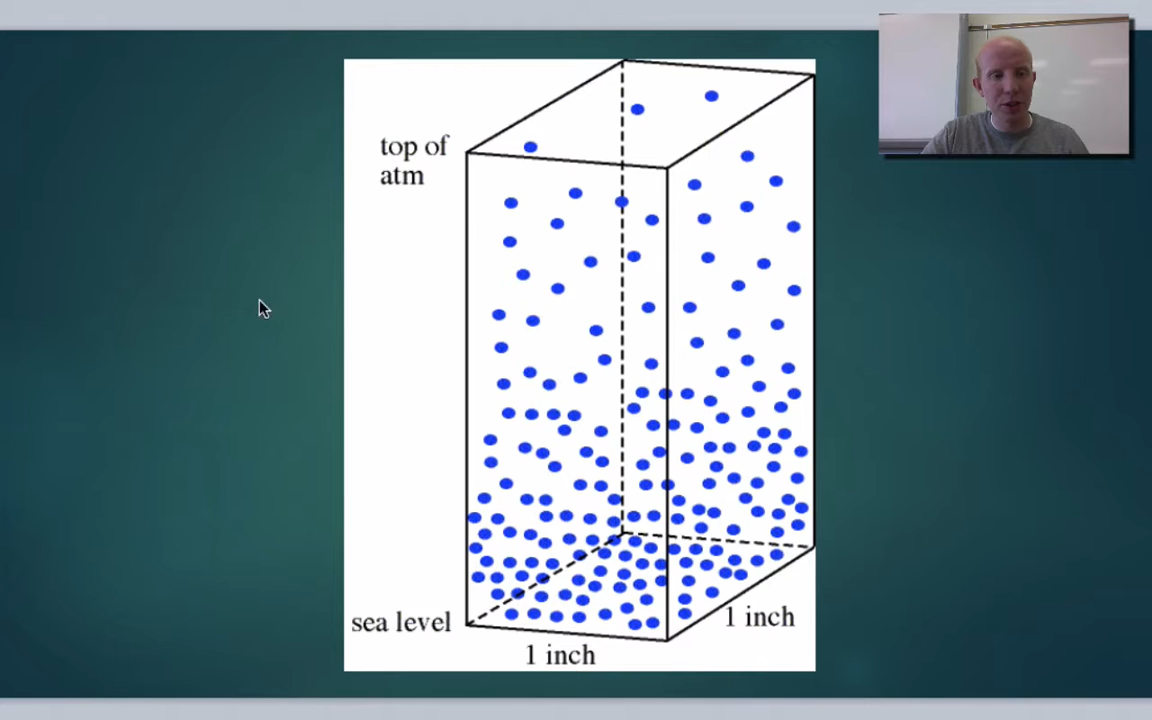 top of
atm
sea level
1 inch
1 inch